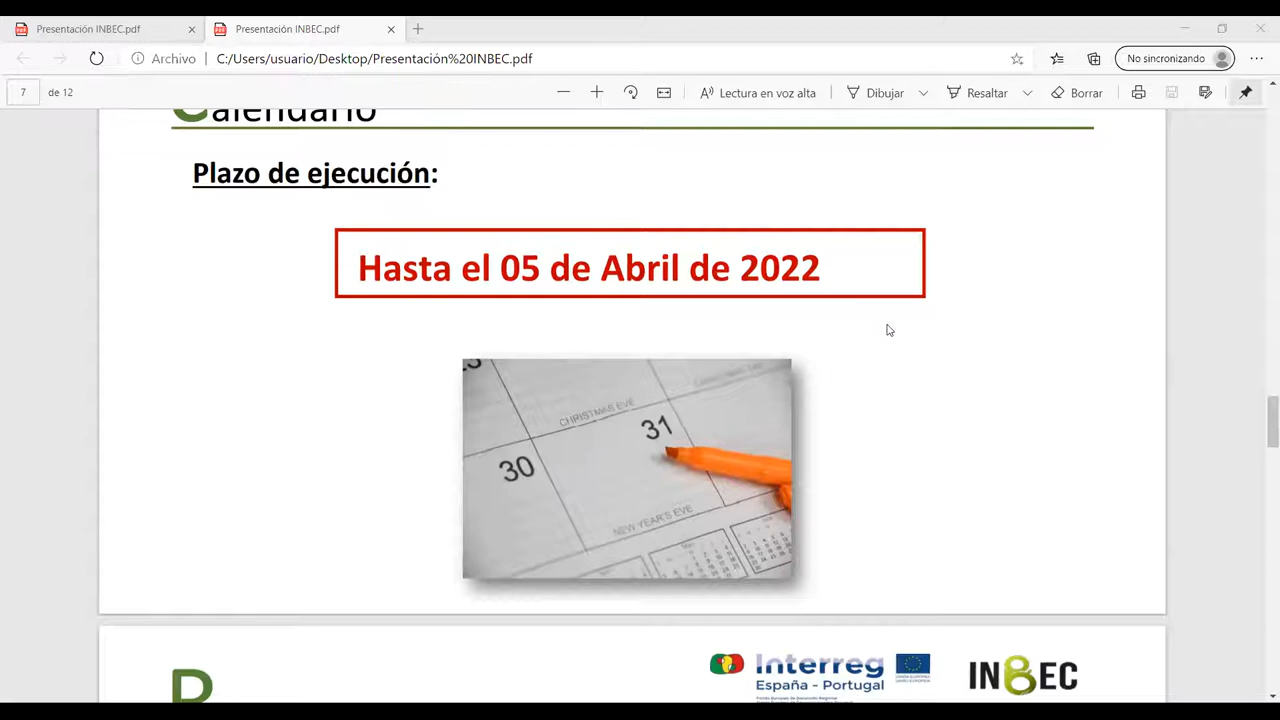 Presentación INBEC.pdf
Presentación INBEC.pdf
Archivo
C:/Users/usuario/Desktop/Presentación%20INBEC.pdf
No sincronizando
7 de 12
Lectura en voz alta
Dibujar
Resaltar
Borrar
Calendario
Plazo de ejecución:
Hasta el 05 de Abril de 2022
CHRISTMAS EVE
31
30
NEW YEAR'S EVE
Interreg
España - Portugal
INBEC